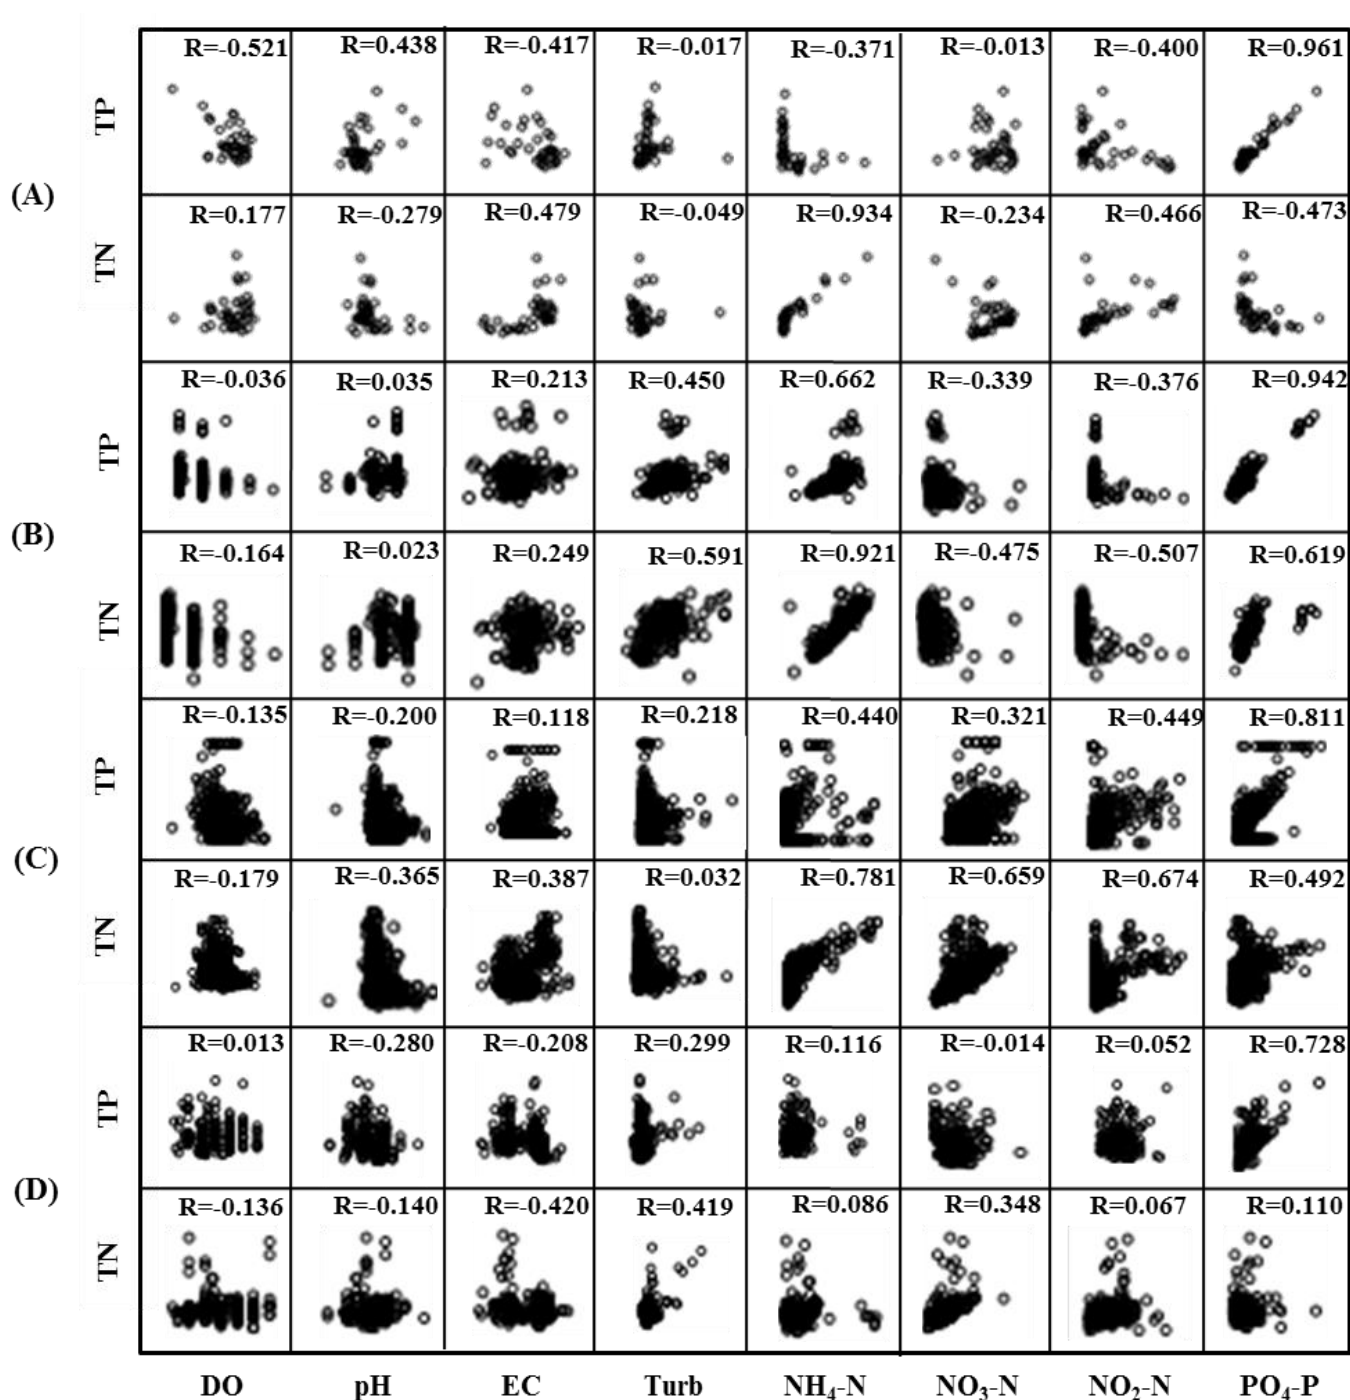 R=-0.521 R=0.438 R=-0.417 R=-0.017 R=-0.371 R=-0.013 R=-0.400 R=0.961
TP
(A)
R=0.177 R=-0.279 R=0.479 R=-0.049 R=0.934 R=-0.234 R=0.466 R=-0.473
TN
R=-0.036 R=0.035 R=0.213 R=0.450 R=0.662 R=-0.339 R=-0.376 R=0.942
TP
(B)
R=-0.164 R=0.023 R=0.249 R=0.591 R=0.921 R=-0.475 R=-0.507 R=0.619
TN
R=-0.135 R=-0.200 R=0.118 R=0.218 R=0.440 R=0.321 R=0.449 R=0.811
TP
(C)
R=-0.179 R=-0.365 R=0.387 R=0.032 R=0.781 R=0.659 R=0.674 R=0.492
TN
R=0.013 R=-0.280 R=-0.208 R=0.299 R=0.116 R=-0.014 R=0.052 R=0.728
TP
(D)
R=-0.136 R=-0.140 R=-0.420 R=0.419 R=0.086 R=0.348 R=0.067 R=0.110
TN
DO pH EC Turb NH₄-N NO₃-N NO₂-N PO₄-P